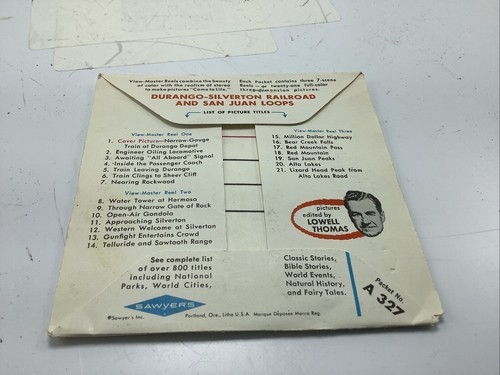 View-Master Reels combine the beauty
of color with the realism of stereo
to make pictures "Come to Life."
Each Packet contains three 7-scene
Reels — or twenty-one full-color
three-dimension pictures.
DURANGO-SILVERTON RAILROAD
AND SAN JUAN LOOPS
LIST OF PICTURE TITLES
View-Master Reel One
1. Cover Picture—Narrow-Gauge
Train at Durango Depot
2. Engineer Oiling Locomotive
3. Awaiting "All Aboard" Signal
4. Inside the Passenger Coach
5. Train Leaving Durango
6. Train Clings to Sheer Cliff
7. Nearing Rockwood
View-Master Reel Two
8. Water Tower at Hermosa
9. Through Narrow Gate of Rock
10. Open-Air Gondola
11. Approaching Silverton
12. Western Welcome at Silverton
13. Gunfight Entertains Crowd
14. Telluride and Sawtooth Range
View-Master Reel Three
15. Million Dollar Highway
16. Bear Creek Falls
17. Red Mountain Pass
18. Red Mountain
19. San Juan Peaks
20. Alta Lakes
21. Lizard Head Peak from
Alta Lakes Road
pictures
edited by
LOWELL
THOMAS
See complete list
of over 800 titles
including National
Parks, World Cities,
Classic Stories,
Bible Stories,
World Events,
Natural History,
and Fairy Tales.
Packet No.
A 327
SAWYER'S
©Sawyer's Inc.
Portland, Ore., Litho U.S.A. Marque Déposée Marca Reg.